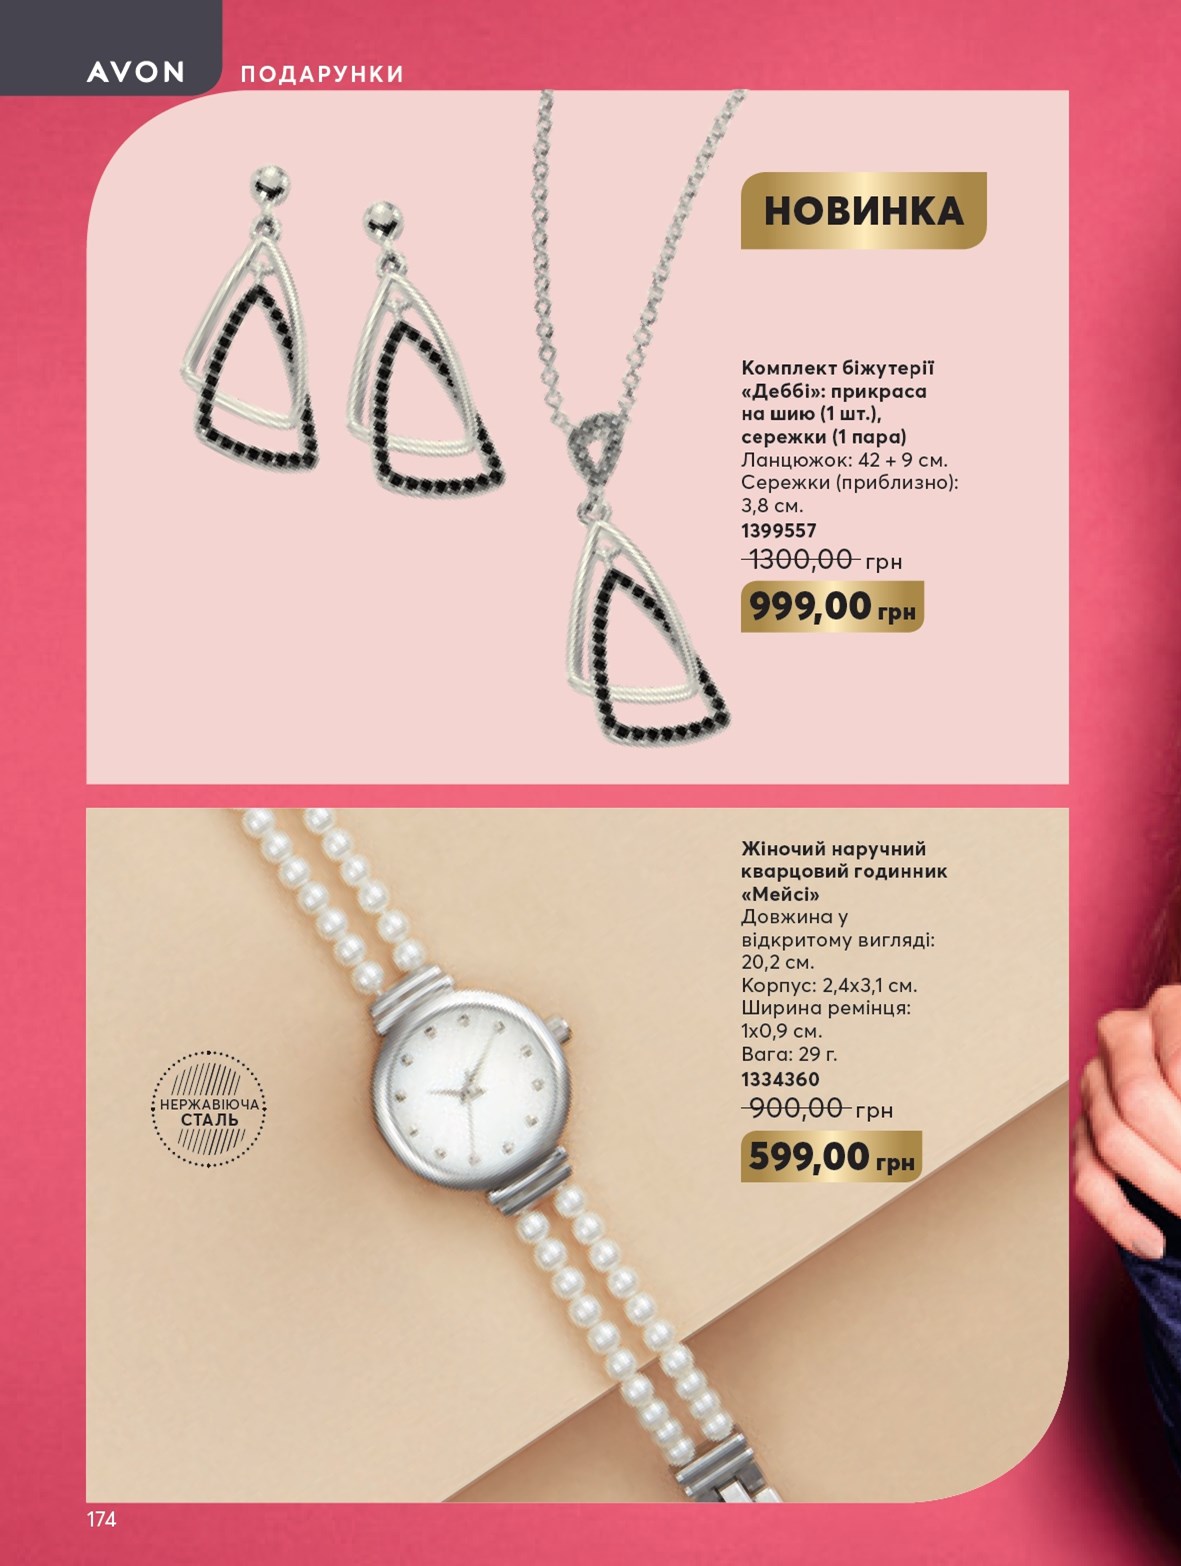 AVON
ПОДАРУНКИ
НОВИНКА
Комплект біжутерії
«Деббі»: прикраса
на шию (1 шт.),
сережки (1 пара)
Ланцюжок: 42 + 9 см.
Сережки (приблизно):
3,8 см.
1399557
1300,00 грн
999,00 грн
Жіночий наручний
кварцовий годинник
«Мейсі»
Довжина у
відкритому вигляді:
20,2 см.
Корпус: 2,4х3,1 см.
Ширина ремінця:
1х0,9 см.
Вага: 29 г.
1334360
900,00 грн
599,00 грн
НЕРЖАВІЮЧА
СТАЛЬ
174